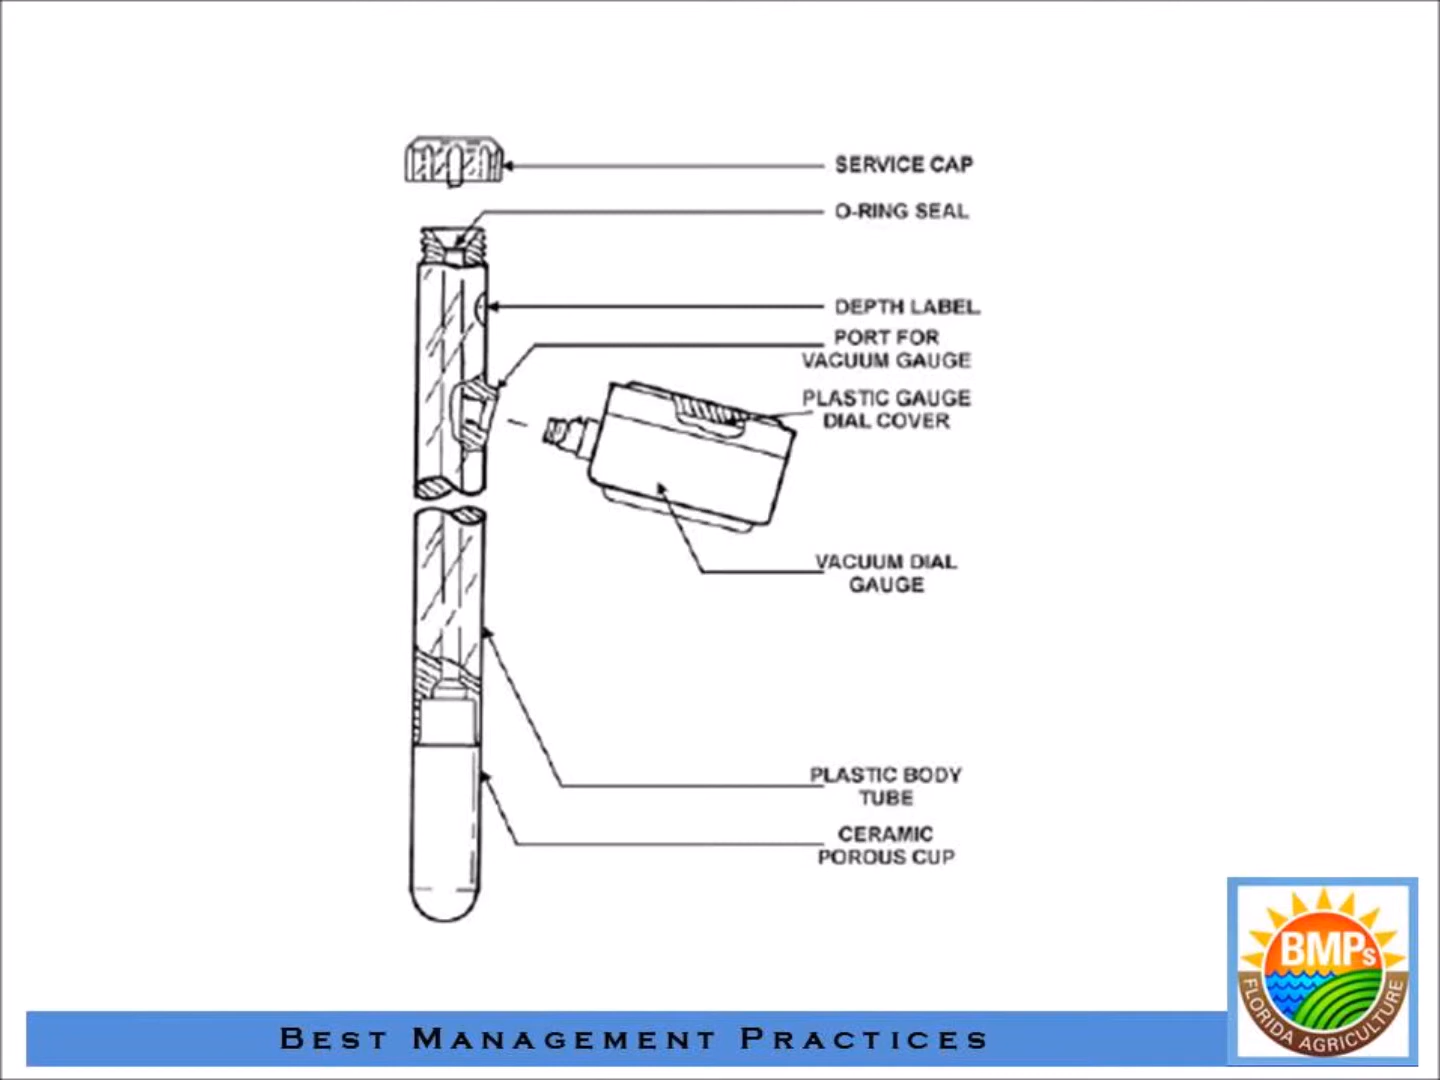 SERVICE CAP
O-RING SEAL
DEPTH LABEL
PORT FOR
VACUUM GAUGE
PLASTIC GAUGE
DIAL COVER
VACUUM DIAL
GAUGE
PLASTIC BODY
TUBE
CERAMIC
POROUS CUP
BMPs
FLORIDA AGRICULTURE
BEST MANAGEMENT PRACTICES